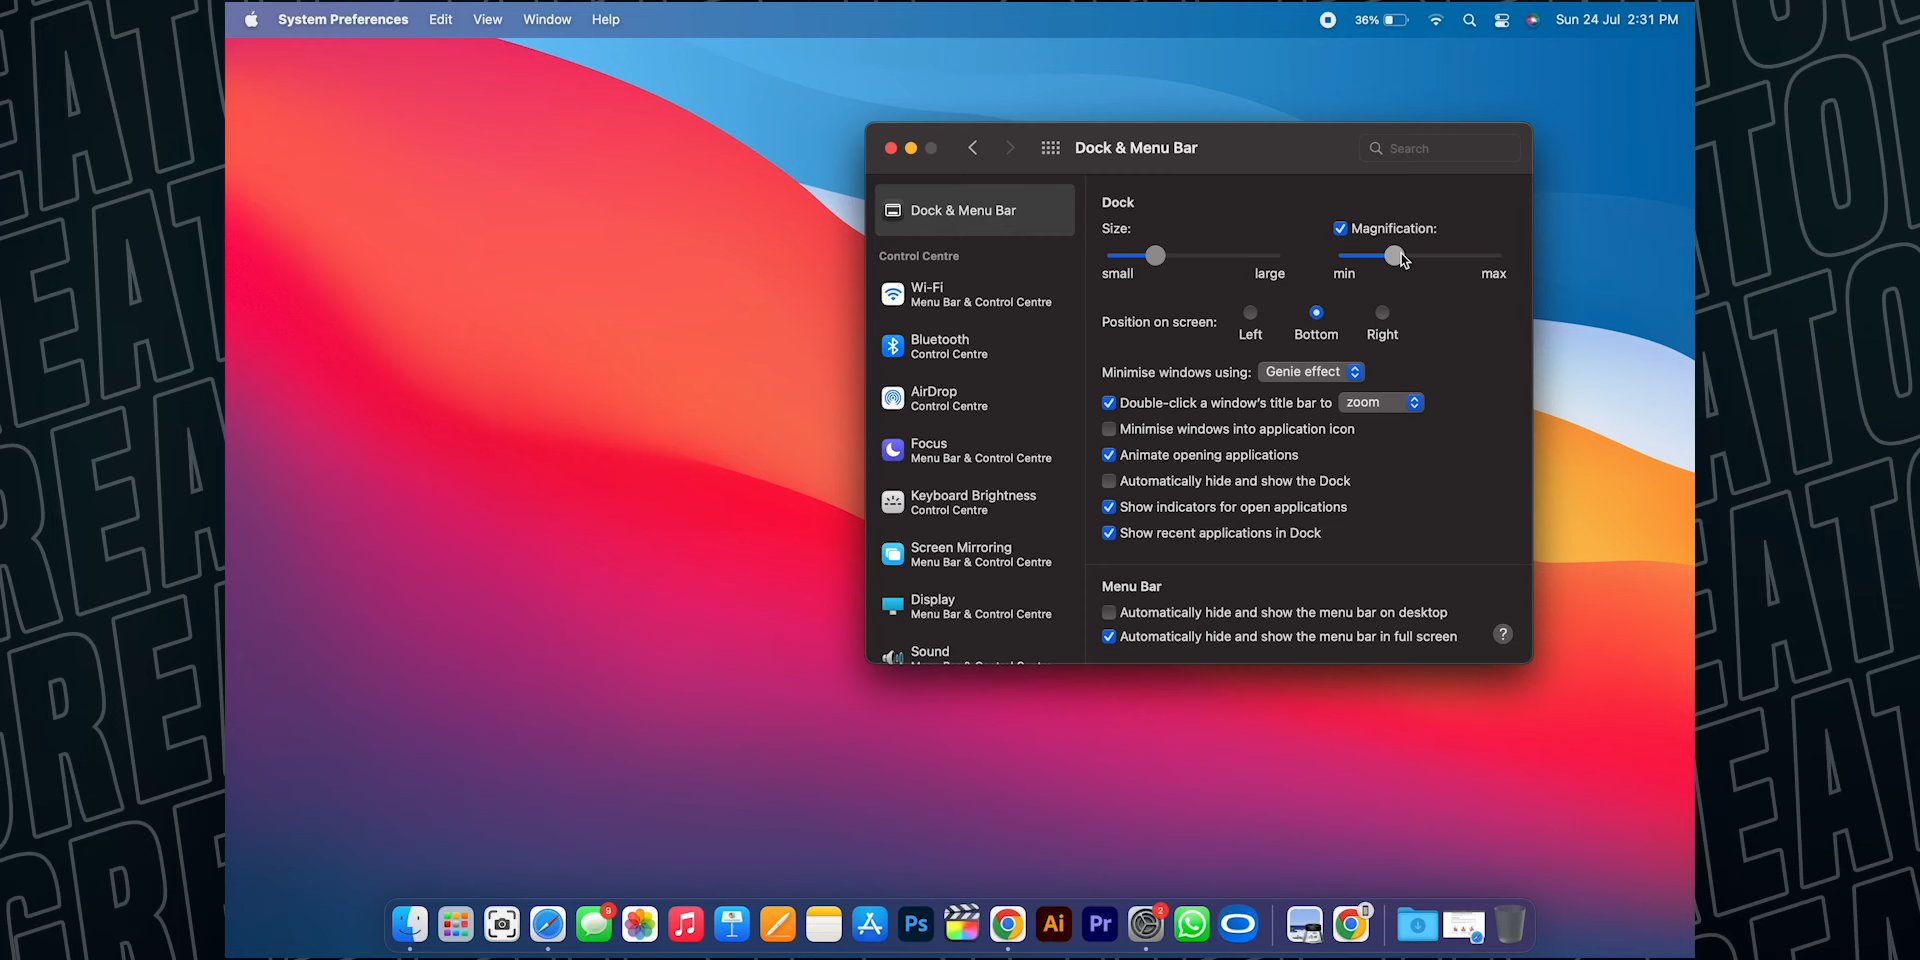 System Preferences Edit View Window Help
36% Sun 24 Jul 2:31 PM
Dock & Menu Bar
Search
Dock & Menu Bar
Control Centre
Wi-Fi
Menu Bar & Control Centre
Bluetooth
Control Centre
AirDrop
Control Centre
Focus
Menu Bar & Control Centre
Keyboard Brightness
Control Centre
Screen Mirroring
Menu Bar & Control Centre
Display
Menu Bar & Control Centre
Sound
Dock
Size:
Magnification:
small large
min max
Position on screen:
Left Bottom Right
Minimise windows using: Genie effect
Double-click a window's title bar to zoom
Minimise windows into application icon
Animate opening applications
Automatically hide and show the Dock
Show indicators for open applications
Show recent applications in Dock
Menu Bar
Automatically hide and show the menu bar on desktop
Automatically hide and show the menu bar in full screen
?
9
Ps
Ai
Pr
2